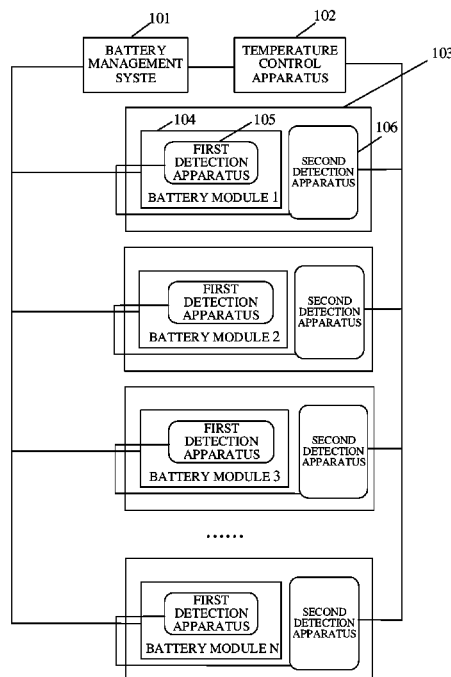 101
102
BATTERY
MANAGEMENT
SYSTE
TEMPERATURE
CONTROL
APPARATUS
103
104
105
106
FIRST
DETECTION
APPARATUS
BATTERY MODULE 1
SECOND
DETECTION
APPARATUS
FIRST
DETECTION
APPARATUS
BATTERY MODULE 2
SECOND
DETECTION
APPARATUS
FIRST
DETECTION
APPARATUS
BATTERY MODULE 3
SECOND
DETECTION
APPARATUS
......
FIRST
DETECTION
APPARATUS
BATTERY MODULE N
SECOND
DETECTION
APPARATUS